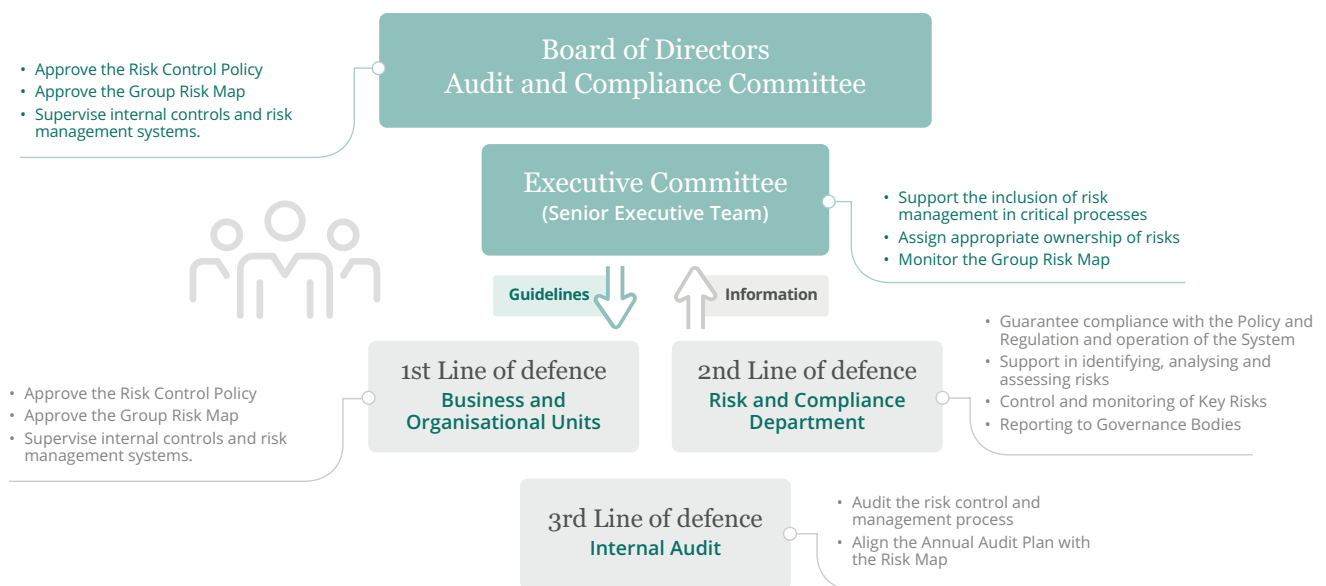 Board of Directors
Audit and Compliance Committee
• Approve the Risk Control Policy
• Approve the Group Risk Map
• Supervise internal controls and risk
management systems.
Executive Committee
(Senior Executive Team)
• Support the inclusion of risk
management in critical processes
• Assign appropriate ownership of risks
• Monitor the Group Risk Map
Guidelines
Information
1st Line of defence
Business and
Organisational Units
• Approve the Risk Control Policy
• Approve the Group Risk Map
• Supervise internal controls and risk
management systems.
2nd Line of defence
Risk and Compliance
Department
• Guarantee compliance with the Policy and
Regulation and operation of the System
• Support in identifying, analysing and
assessing risks
• Control and monitoring of Key Risks
• Reporting to Governance Bodies
3rd Line of defence
Internal Audit
• Audit the risk control and
management process
• Align the Annual Audit Plan with
the Risk Map